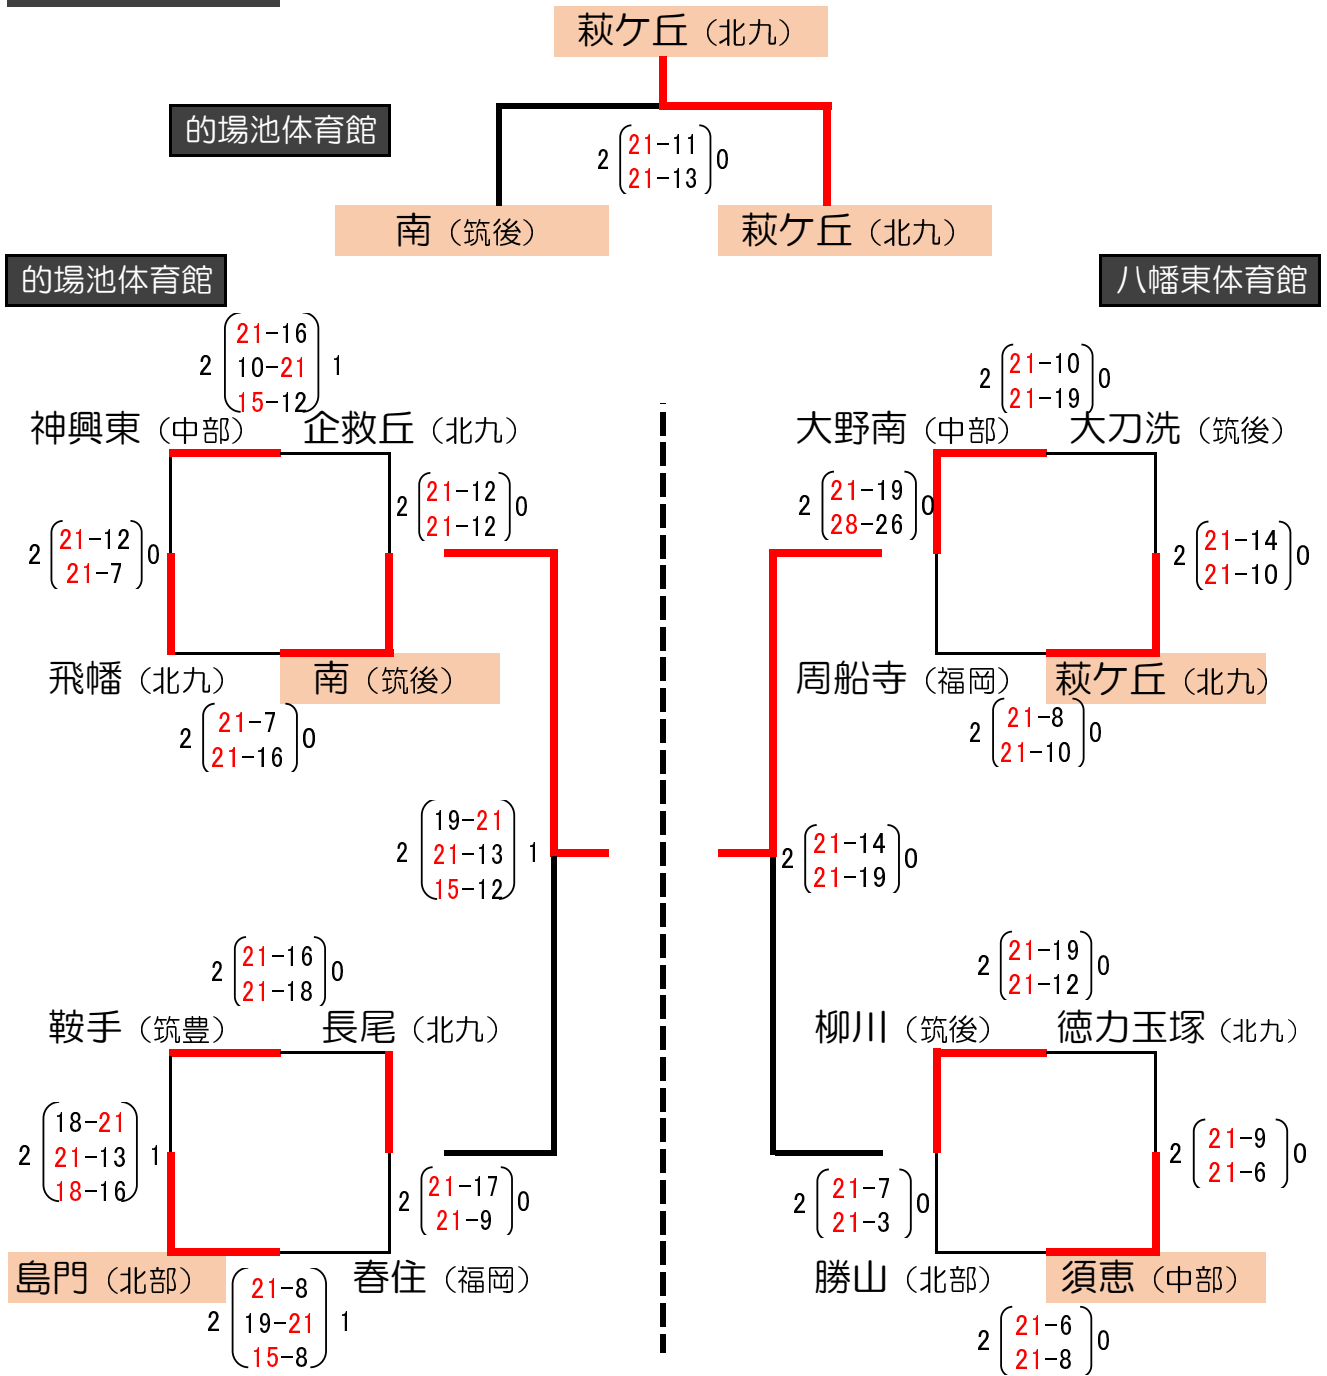 萩ケ丘（北九）
的場池体育館
2 21-11 0
21-13
南（筑後）
萩ケ丘（北九）
的場池体育館
八幡東体育館
21-16
2 10-21 1
15-12
神興東（中部）
企救丘（北九）
2 21-12 0
21-12
2 21-12 0
21-7
飛幡（北九）
南（筑後）
2 21-7 0
21-16
2 21-10 0
21-19
大野南（中部）
大刀洗（筑後）
2 21-19 0
28-26
2 21-14 0
21-10
周船寺（福岡）
萩ケ丘（北九）
2 21-8 0
21-10
19-21
2 21-13 1
15-12
2 21-14 0
21-19
2 21-16 0
21-18
鞍手（筑豊）
長尾（北九）
18-21
2 21-13 1
18-16
2 21-17 0
21-9
島門（北部）
春住（福岡）
21-8
2 19-21 1
15-8
2 21-19 0
21-12
柳川（筑後）
徳力玉塚（北九）
2 21-9 0
21-6
2 21-7 0
21-3
勝山（北部）
須恵（中部）
2 21-6 0
21-8